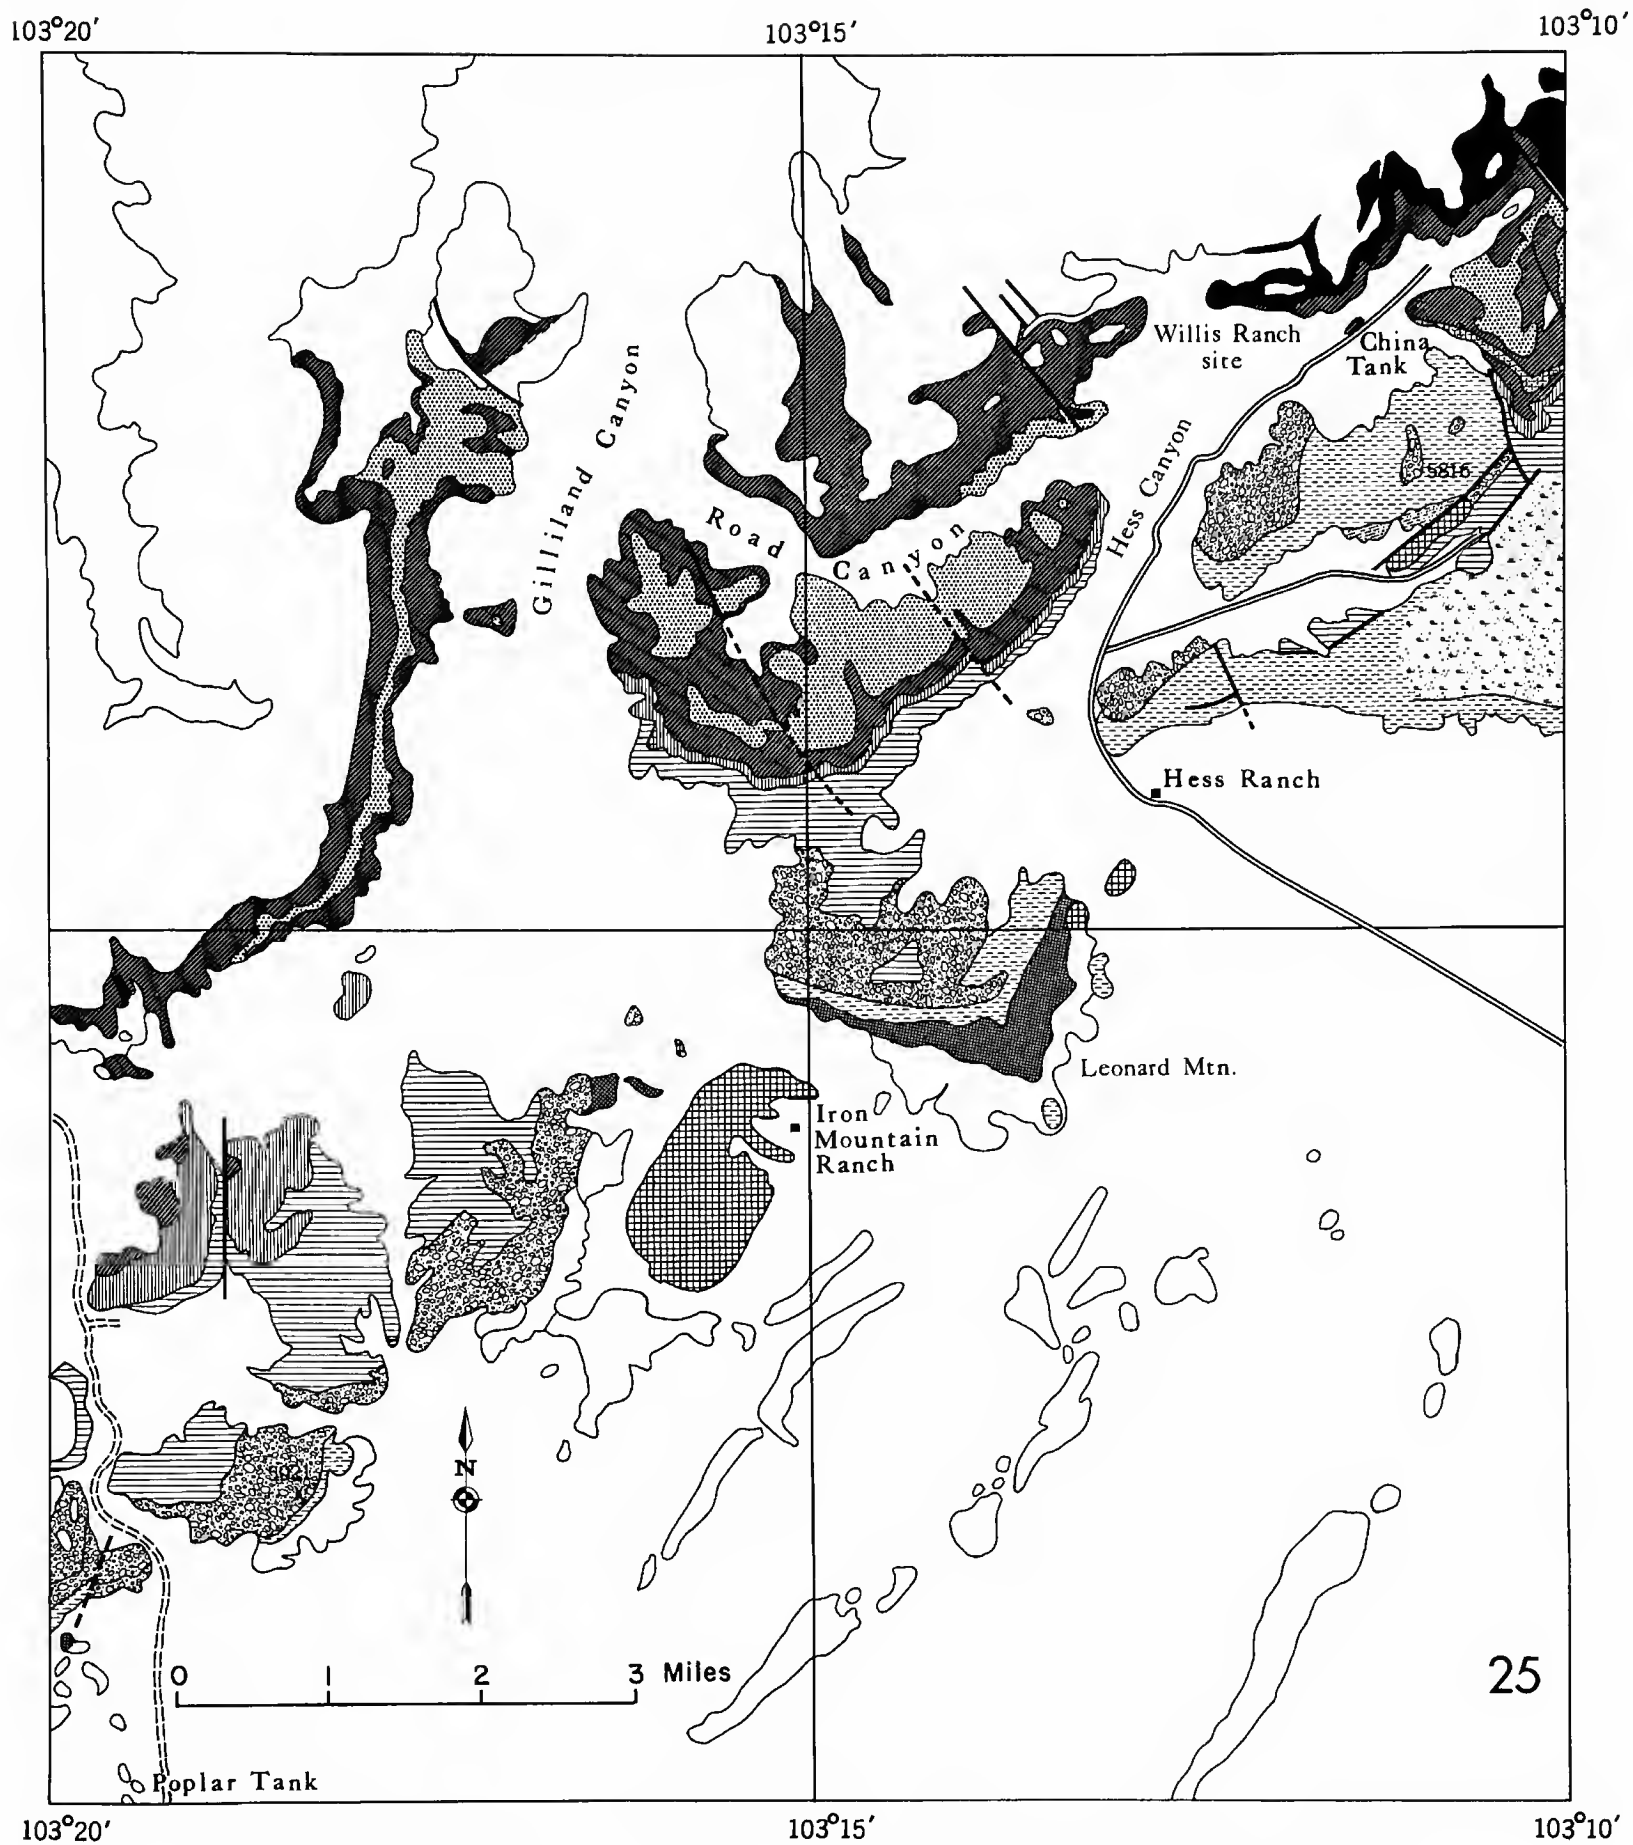 103°20′
103°15′
103°10′
Willis Ranch
site
China
Tank
Gilliland Canyon
Hess Canyon
5816
Road
Canyon
Hess Ranch
Leonard Mtn.
Iron
Mountain
Ranch
N
0 1 2 3 Miles
25
Poplar Tank
103°20′
103°15′
103°10′